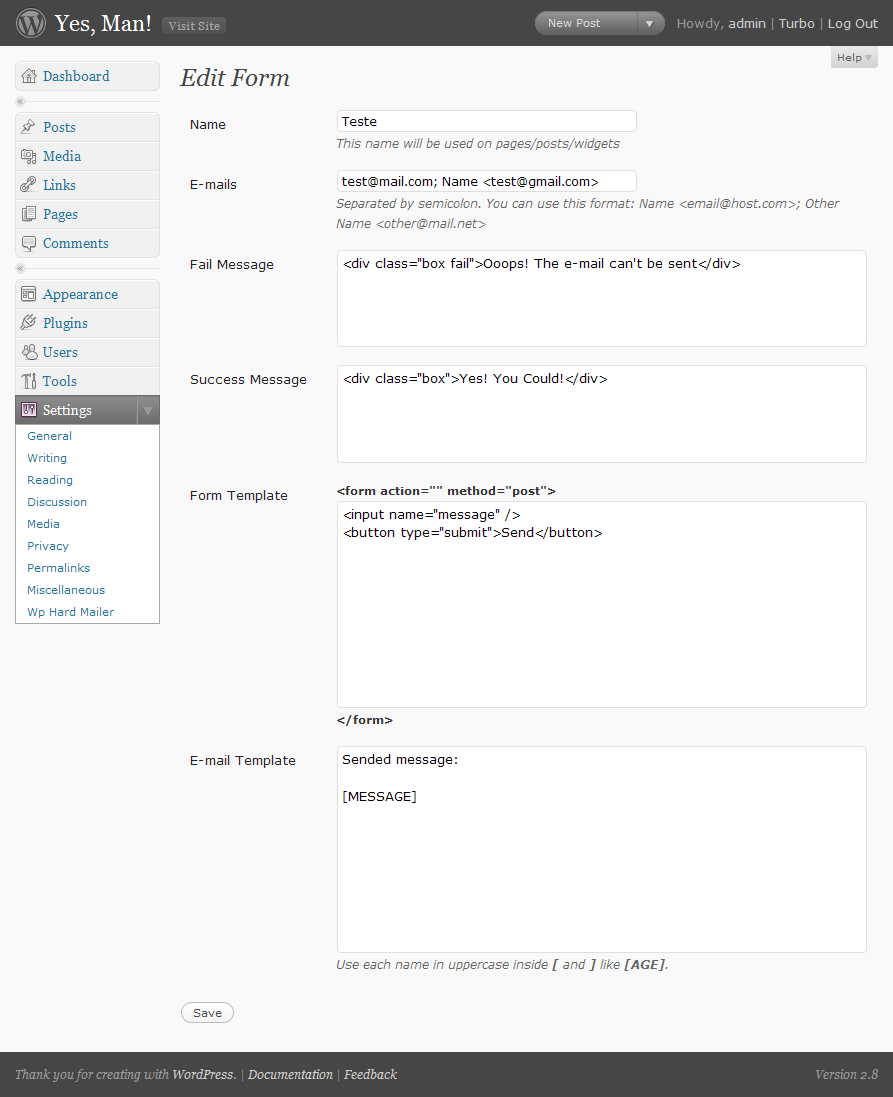 Yes, Man! Visit Site
New Post
Howdy, admin | Turbo | Log Out
Help
Dashboard
Posts
Media
Links
Pages
Comments
Appearance
Plugins
Users
Tools
Settings
General
Writing
Reading
Discussion
Media
Privacy
Permalinks
Miscellaneous
Wp Hard Mailer
Edit Form
Name
Teste
This name will be used on pages/posts/widgets
E-mails
test@mail.com; Name <test@gmail.com>
Separated by semicolon. You can use this format: Name <email@host.com>; Other
Name <other@mail.net>
Fail Message
<div class="box fail">Ooops! The e-mail can't be sent</div>
Success Message
<div class="box">Yes! You Could!</div>
Form Template
<form action="" method="post">
<input name="message" />
<button type="submit">Send</button>
</form>
E-mail Template
Sended message:
[MESSAGE]
Use each name in uppercase inside [ and ] like [AGE].
Save
Thank you for creating with WordPress. | Documentation | Feedback
Version 2.8